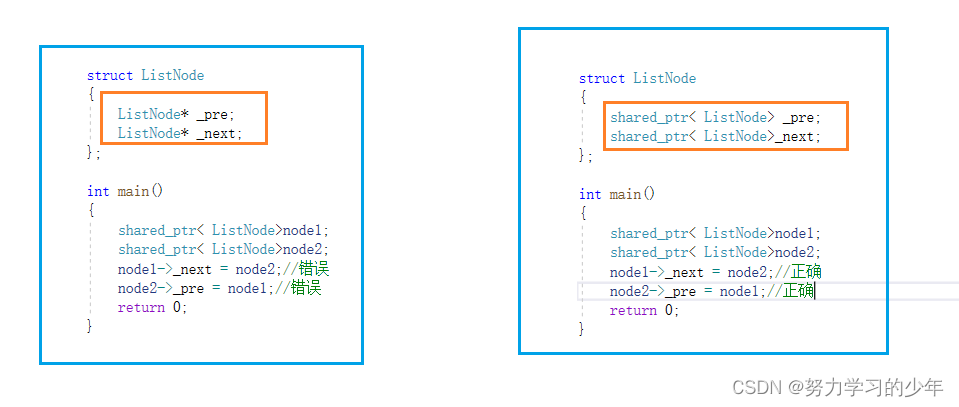 struct ListNode
{
ListNode* _pre;
ListNode* _next;
};
int main()
{
shared_ptr< ListNode>node1;
shared_ptr< ListNode>node2;
node1->_next = node2;//错误
node2->_pre = node1;//错误
return 0;
}
struct ListNode
{
shared_ptr< ListNode> _pre;
shared_ptr< ListNode>_next;
};
int main()
{
shared_ptr< ListNode>node1;
shared_ptr< ListNode>node2;
node1->_next = node2;//正确
node2->_pre = node1;//正确
return 0;
}
CSDN @努力学习的少年